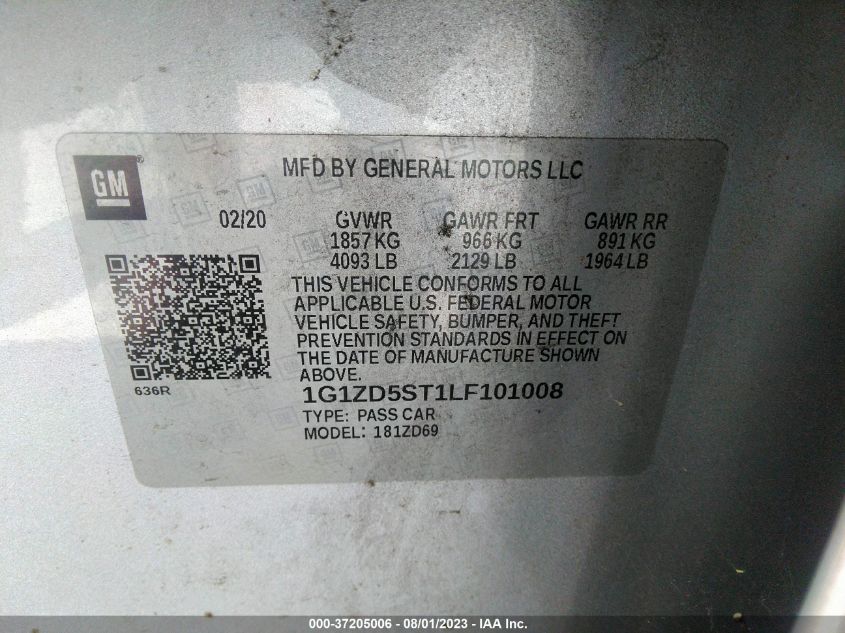 GM
MFD BY GENERAL MOTORS LLC
02/20 GVWR GAWR FRT GAWR RR
1857 KG 966 KG 891 KG
4093 LB 2129 LB 1964 LB
THIS VEHICLE CONFORMS TO ALL
APPLICABLE U.S. FEDERAL MOTOR
VEHICLE SAFETY, BUMPER, AND THEFT
PREVENTION STANDARDS IN EFFECT ON
THE DATE OF MANUFACTURE SHOWN
ABOVE.
636R
1G1ZD5ST1LF101008
TYPE: PASS CAR
MODEL: 181ZD69
000-37205006 - 08/01/2023 - IAA Inc.